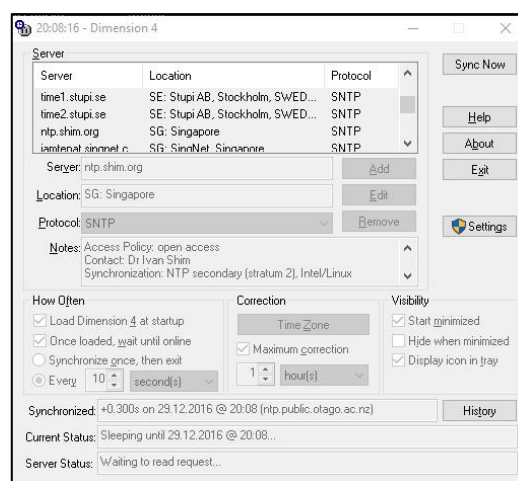 20:08:16 - Dimension 4
Server
Server Location Protocol
time1.stupi.se SE: Stupi AB, Stockholm, SWED... SNTP
time2.stupi.se SE: Stupi AB, Stockholm, SWED... SNTP
ntp.shim.org SG: Singapore SNTP
iamtenat.singnet.c SG: SingNet, Singapore SNTP
Server: ntp.shim.org
Location: SG: Singapore
Protocol: SNTP
Notes: Access Policy: open access
Contact: Dr Ivan Shim
Synchronization: NTP secondary (stratum 2), Intel/Linux
Add
Edit
Remove
Sync Now
Help
About
Exit
Settings
How Often
Load Dimension 4 at startup
Once loaded, wait until online
Synchronize once, then exit
Every 10 second(s)
Correction
Time Zone
Maximum correction
1 hour(s)
Visibility
Start minimized
Hide when minimized
Display icon in tray
Synchronized: +0.300s on 29.12.2016 @ 20:08 (ntp.public.otago.ac.nz)
History
Current Status: Sleeping until 29.12.2016 @ 20:08...
Server Status: Waiting to read request...